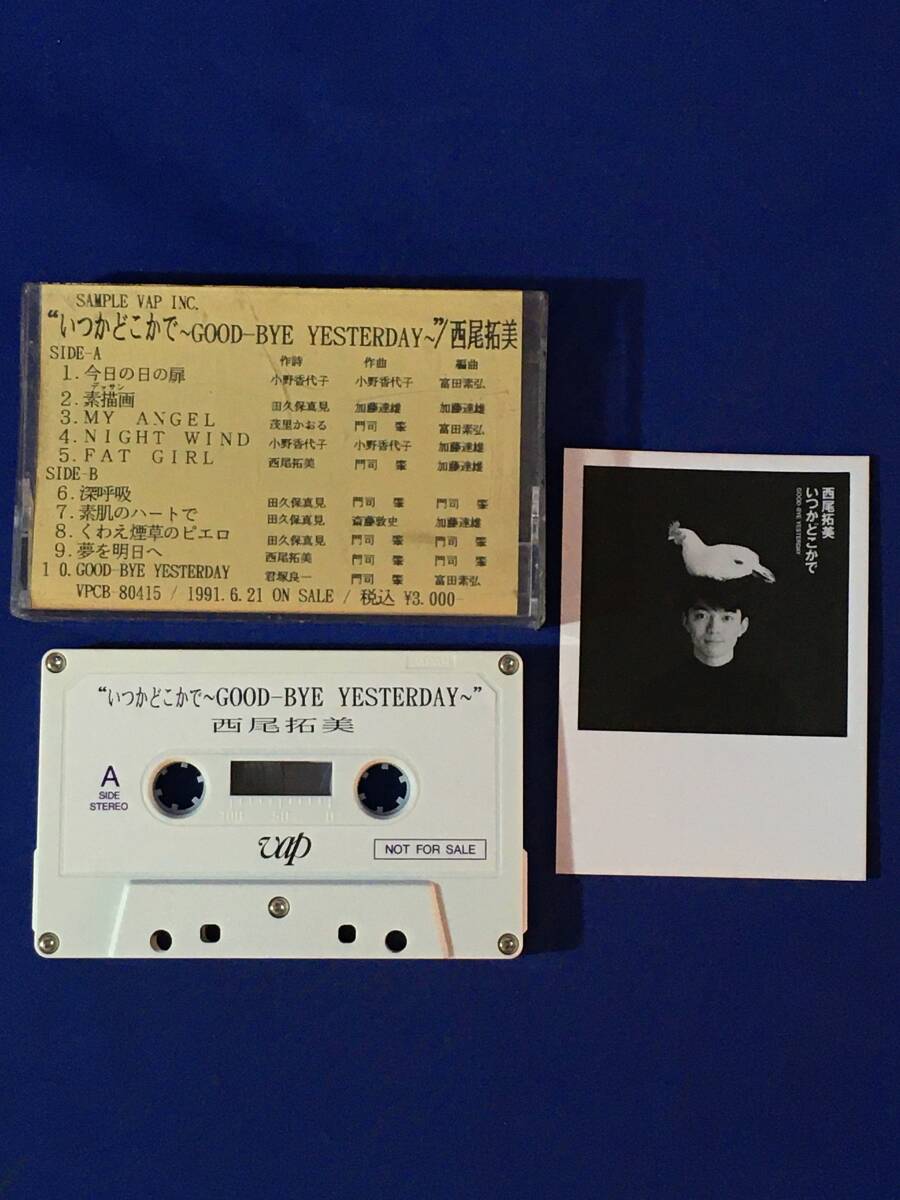 SAMPLE VAP INC.
“いつかどこかで~GOOD-BYE YESTERDAY~”/西尾拓美
SIDE-A 作詩 作曲 編曲
1. 今日の日の扉 小野香代子 小野香代子 富田素弘
デッサン
2. 素描画 田久保真見 加藤達雄 加藤達雄
3. MY ANGEL 茂里かおる 門司 肇 富田素弘
4. NIGHT WIND 小野香代子 小野香代子 加藤達雄
5. FAT GIRL 西尾拓美 門司 肇 加藤達雄
SIDE-B
6. 深呼吸 田久保真見 門司 肇 門司 肇
7. 素肌のハートで 田久保真見 斎藤敦史 加藤達雄
8. くわえ煙草のピエロ 田久保真見 門司 肇 門司 肇
9. 夢を明日へ 西尾拓美 門司 肇 門司 肇
10. GOOD-BYE YESTERDAY 君塚良一 門司 肇 富田素弘
VPCB-80415 / 1991.6.21 ON SALE / 税込 ¥3.000-
“いつかどこかで~GOOD-BYE YESTERDAY~”
西尾拓美
A
SIDE
STEREO
100 50 0
vap
NOT FOR SALE
西尾拓美
いつかどこかで
GOOD-BYE YESTERDAY